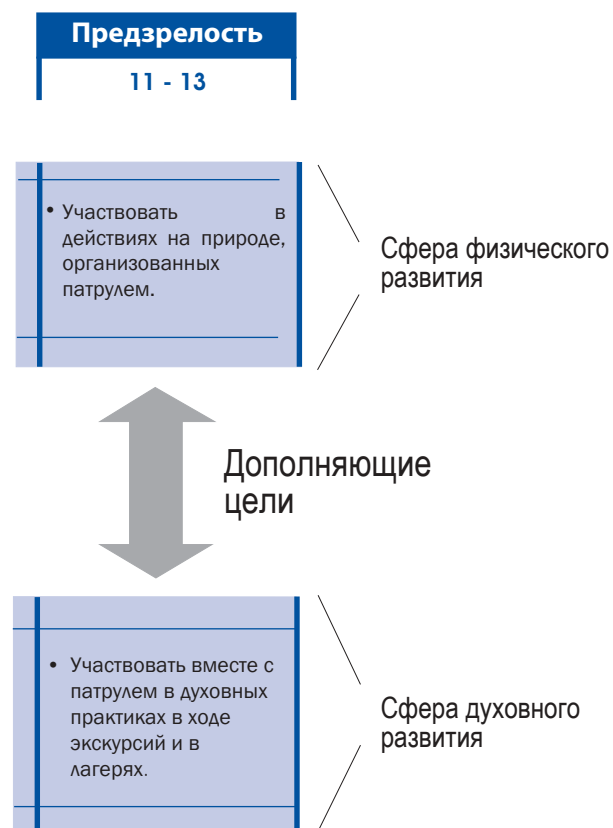 Предзрелость
11 - 13
• Участвовать в
действиях на природе,
организованных
патрулем.
Сфера физического
развития
Дополняющие
цели
• Участвовать вместе с
патрулем в духовных
практиках в ходе
экскурсий и в
лагерях.
Сфера духовного
развития